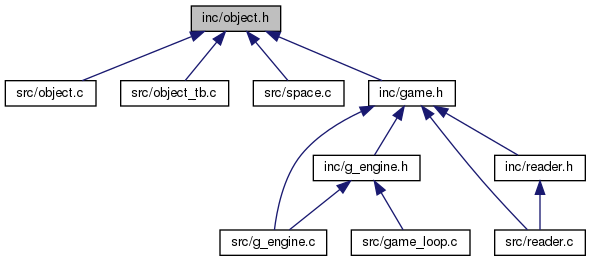 inc/object.h
src/object.c
src/object_tb.c
src/space.c
inc/game.h
inc/g_engine.h
inc/reader.h
src/g_engine.c
src/game_loop.c
src/reader.c